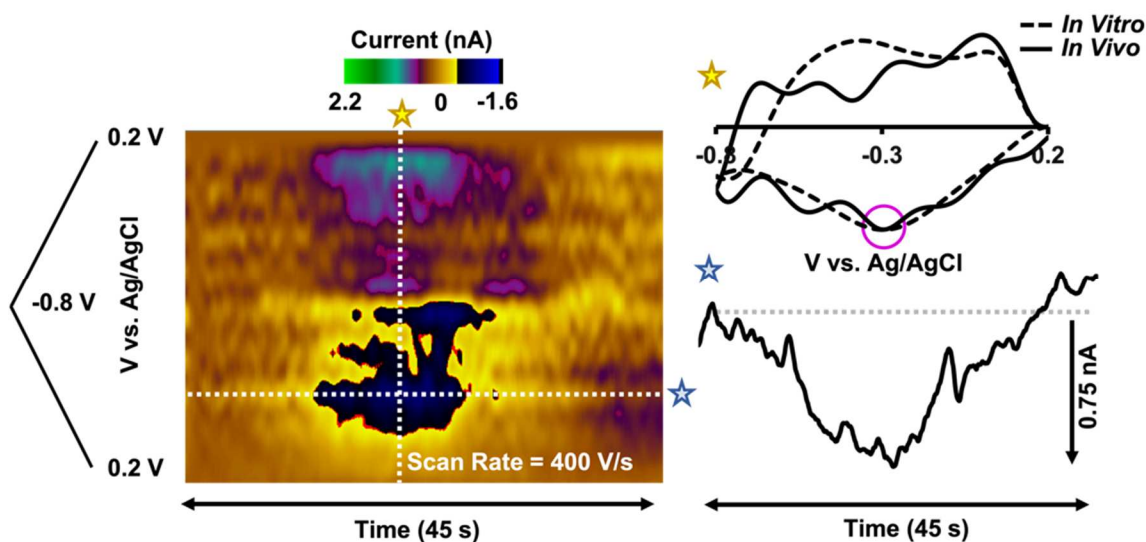 Current (nA)
2.2 0 -1.6
0.2 V
-0.8 V
0.2 V
V vs. Ag/AgCl
Scan Rate = 400 V/s
Time (45 s)
In Vitro
In Vivo
-0.8 -0.3 0.2
V vs. Ag/AgCl
0.75 nA
Time (45 s)